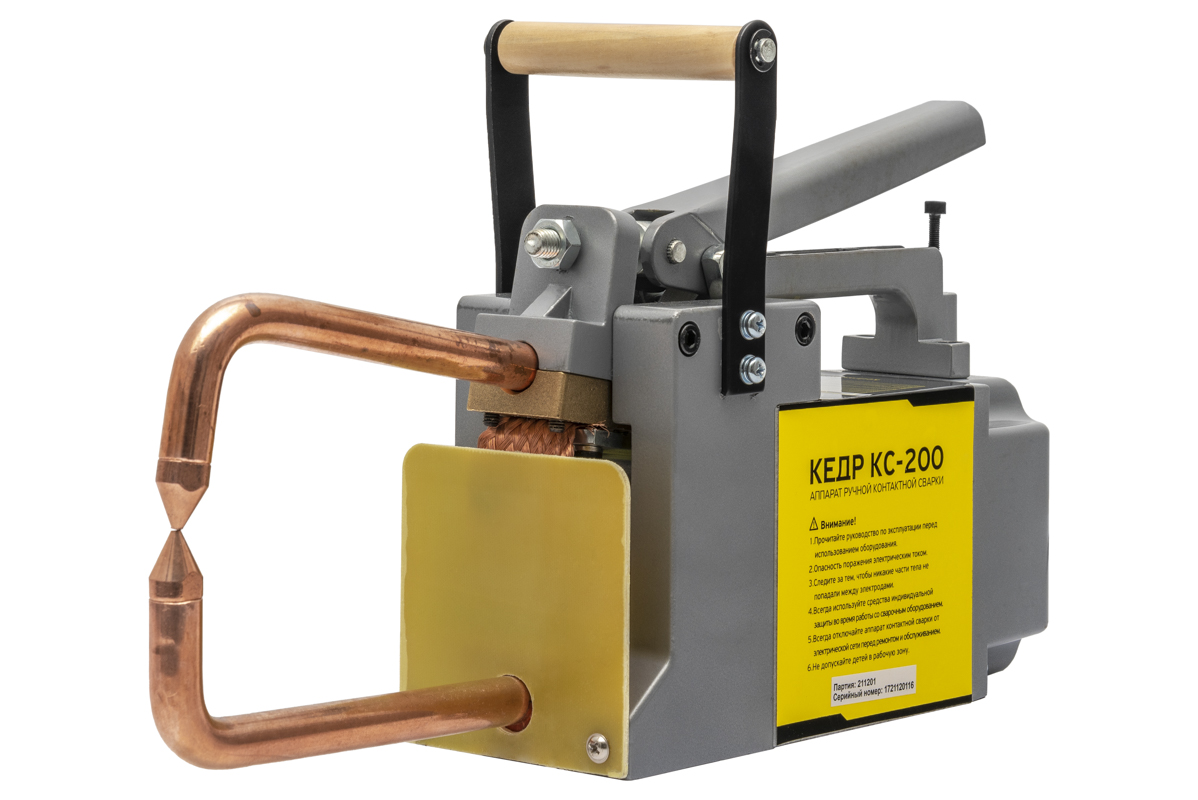 КЕДР КС-200
АППАРАТ РУЧНОЙ КОНТАКТНОЙ СВАРКИ
Внимание!
1.Прочитайте руководство по эксплуатации перед
использованием оборудования.
2.Опасность поражения электрическим током.
3.Следите за тем, чтобы никакие части тела не
попадали между электродами.
4.Всегда используйте средства индивидуальной
защиты во время работы со сварочным оборудованием.
5.Всегда отключайте аппарат контактной сварки от
электрической сети перед ремонтом и обслуживанием.
6.Не допускайте детей в рабочую зону.
Партия: 211201
Серийный номер: 1721120116